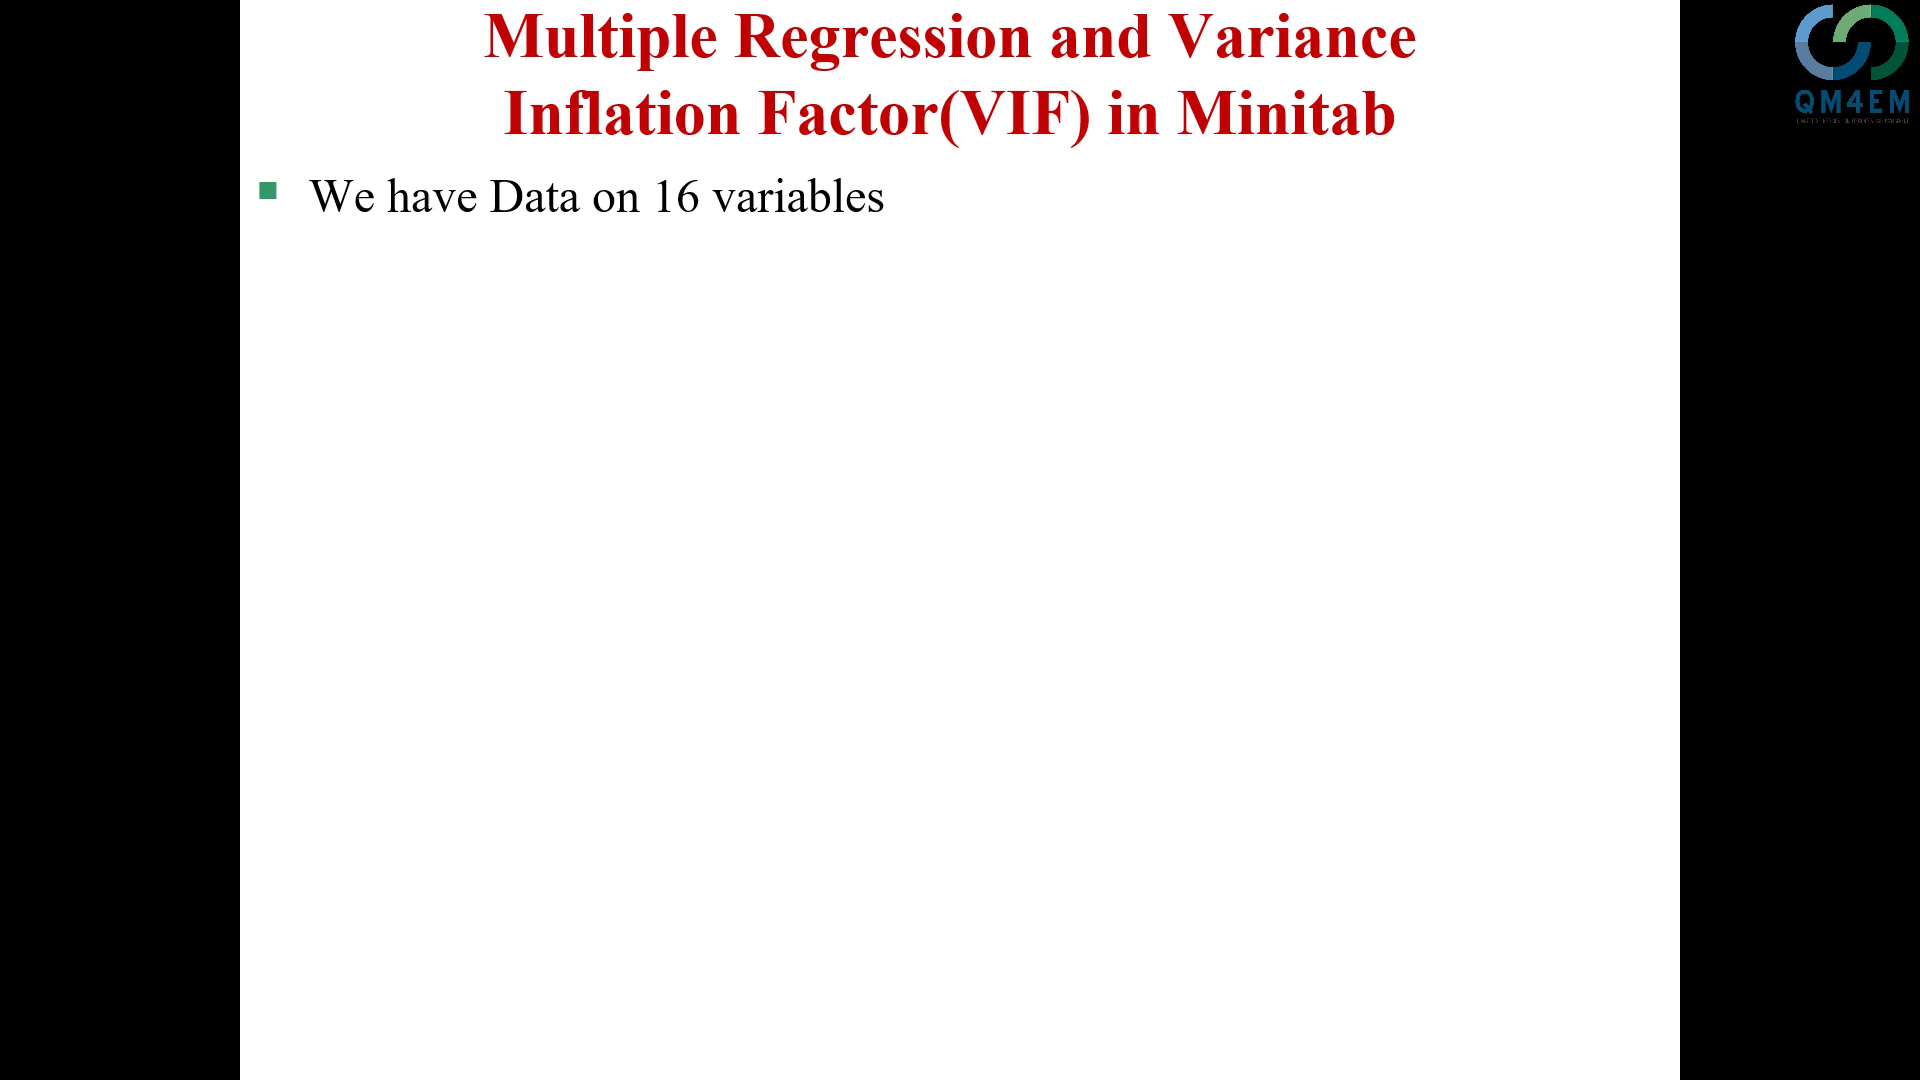 Multiple Regression and Variance
Inflation Factor(VIF) in Minitab
We have Data on 16 variables
QM4EM